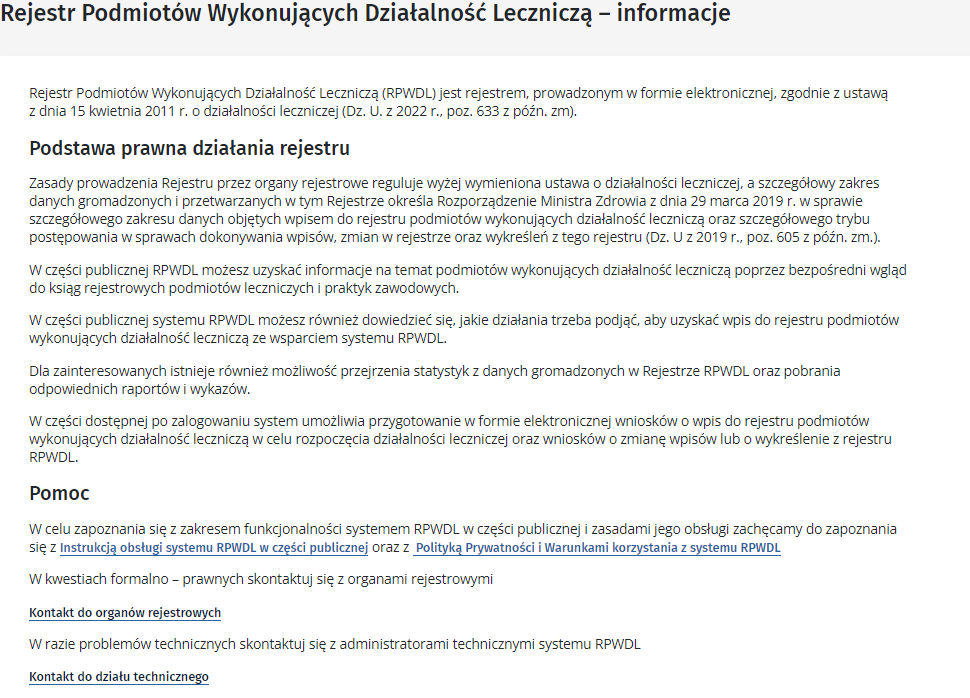 Rejestr Podmiotów Wykonujących Działalność Leczniczą – informacje
Rejestr Podmiotów Wykonujących Działalność Leczniczą (RPWDL) jest rejestrem, prowadzonym w formie elektronicznej, zgodnie z ustawą
z dnia 15 kwietnia 2011 r. o działalności leczniczej (Dz. U. z 2022 r., poz. 633 z późn. zm).
Podstawa prawna działania rejestru
Zasady prowadzenia Rejestru przez organy rejestrowe reguluje wyżej wymieniona ustawa o działalności leczniczej, a szczegółowy zakres
danych gromadzonych i przetwarzanych w tym Rejestrze określa Rozporządzenie Ministra Zdrowia z dnia 29 marca 2019 r. w sprawie
szczegółowego zakresu danych objętych wpisem do rejestru podmiotów wykonujących działalność leczniczą oraz szczegółowego trybu
postępowania w sprawach dokonywania wpisów, zmian w rejestrze oraz wykreśleń z tego rejestru (Dz. U z 2019 r., poz. 605 z późn. zm.).
W części publicznej RPWDL możesz uzyskać informacje na temat podmiotów wykonujących działalność leczniczą poprzez bezpośredni wgląd
do ksiąg rejestrowych podmiotów leczniczych i praktyk zawodowych.
W części publicznej systemu RPWDL możesz również dowiedzieć się, jakie działania trzeba podjąć, aby uzyskać wpis do rejestru podmiotów
wykonujących działalność leczniczą ze wsparciem systemu RPWDL.
Dla zainteresowanych istnieje również możliwość przejrzenia statystyk z danych gromadzonych w Rejestrze RPWDL oraz pobrania
odpowiednich raportów i wykazów.
W części dostępnej po zalogowaniu system umożliwia przygotowanie w formie elektronicznej wniosków o wpis do rejestru podmiotów
wykonujących działalność leczniczą w celu rozpoczęcia działalności leczniczej oraz wniosków o zmianę wpisów lub o wykreślenie z rejestru
RPWDL.
Pomoc
W celu zapoznania się z zakresem funkcjonalności systemem RPWDL w części publicznej i zasadami jego obsługi zachęcamy do zapoznania
się z Instrukcją obsługi systemu RPWDL w części publicznej oraz z Polityką Prywatności i Warunkami korzystania z systemu RPWDL
W kwestiach formalno – prawnych skontaktuj się z organami rejestrowymi
Kontakt do organów rejestrowych
W razie problemów technicznych skontaktuj się z administratorami technicznymi systemu RPWDL
Kontakt do działu technicznego